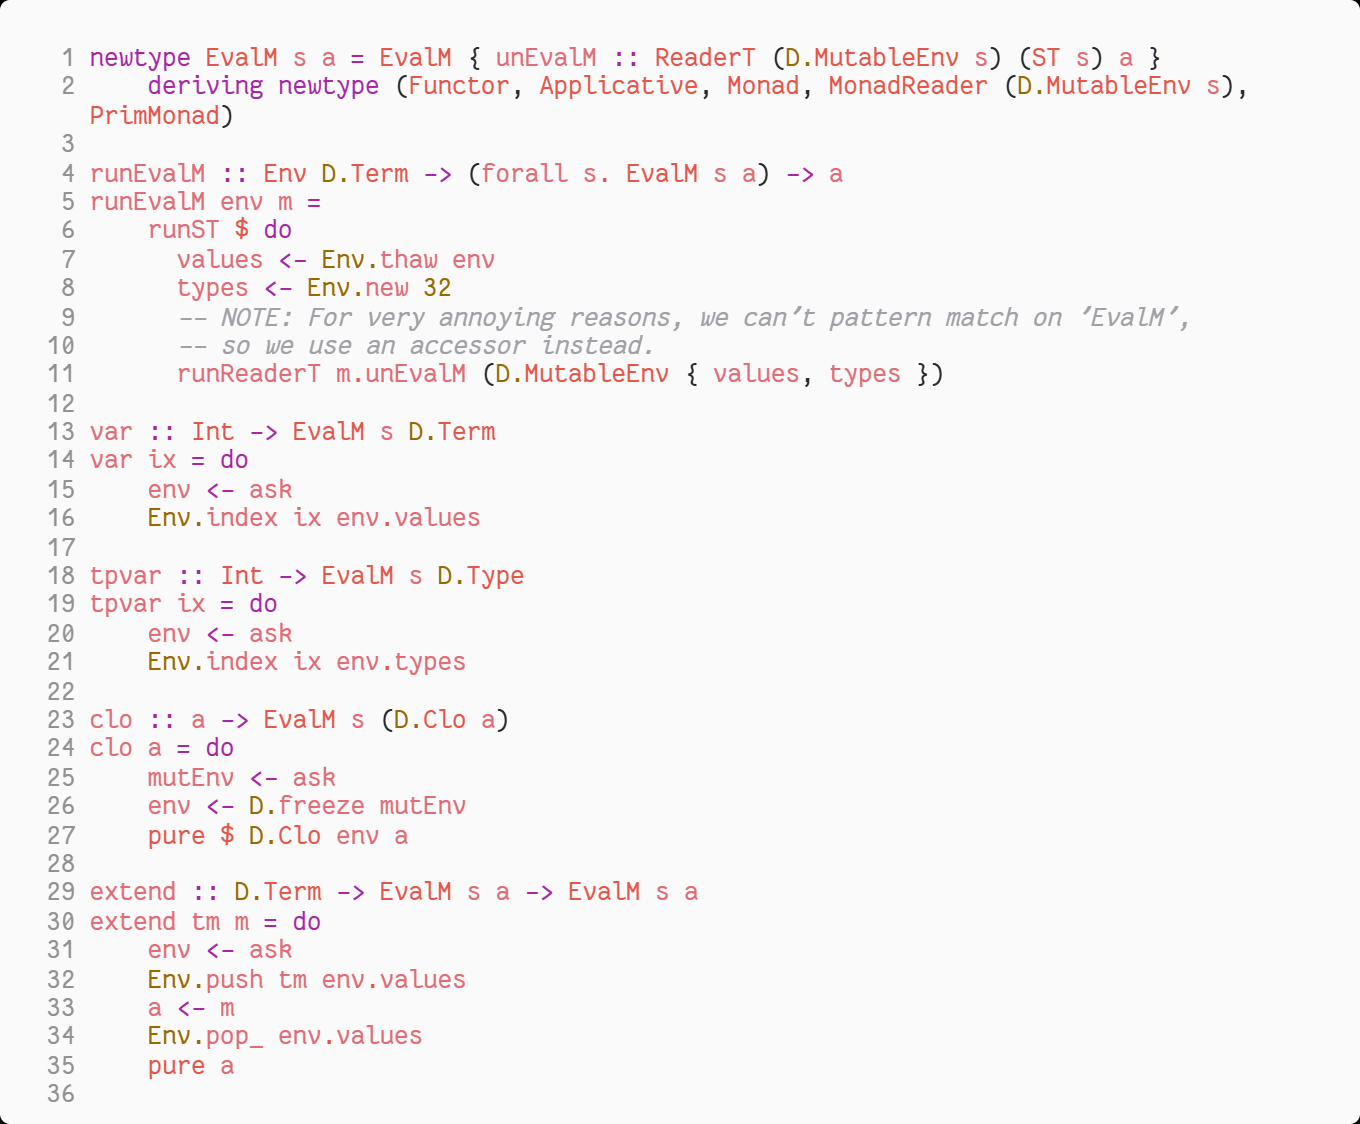 1 newtype EvalM s a = EvalM { unEvalM :: ReaderT (D.MutableEnv s) (ST s) a }
2     deriving newtype (Functor, Applicative, Monad, MonadReader (D.MutableEnv s),
PrimMonad)
3
4 runEvalM :: Env D.Term -> (forall s. EvalM s a) -> a
5 runEvalM env m =
6     runST $ do
7       values <- Env.thaw env
8       types <- Env.new 32
9       -- NOTE: For very annoying reasons, we can't pattern match on 'EvalM',
10       -- so we use an accessor instead.
11       runReaderT m.unEvalM (D.MutableEnv { values, types })
12
13 var :: Int -> EvalM s D.Term
14 var ix = do
15     env <- ask
16     Env.index ix env.values
17
18 tpvar :: Int -> EvalM s D.Type
19 tpvar ix = do
20     env <- ask
21     Env.index ix env.types
22
23 clo :: a -> EvalM s (D.Clo a)
24 clo a = do
25     mutEnv <- ask
26     env <- D.freeze mutEnv
27     pure $ D.Clo env a
28
29 extend :: D.Term -> EvalM s a -> EvalM s a
30 extend tm m = do
31     env <- ask
32     Env.push tm env.values
33     a <- m
34     Env.pop_ env.values
35     pure a
36